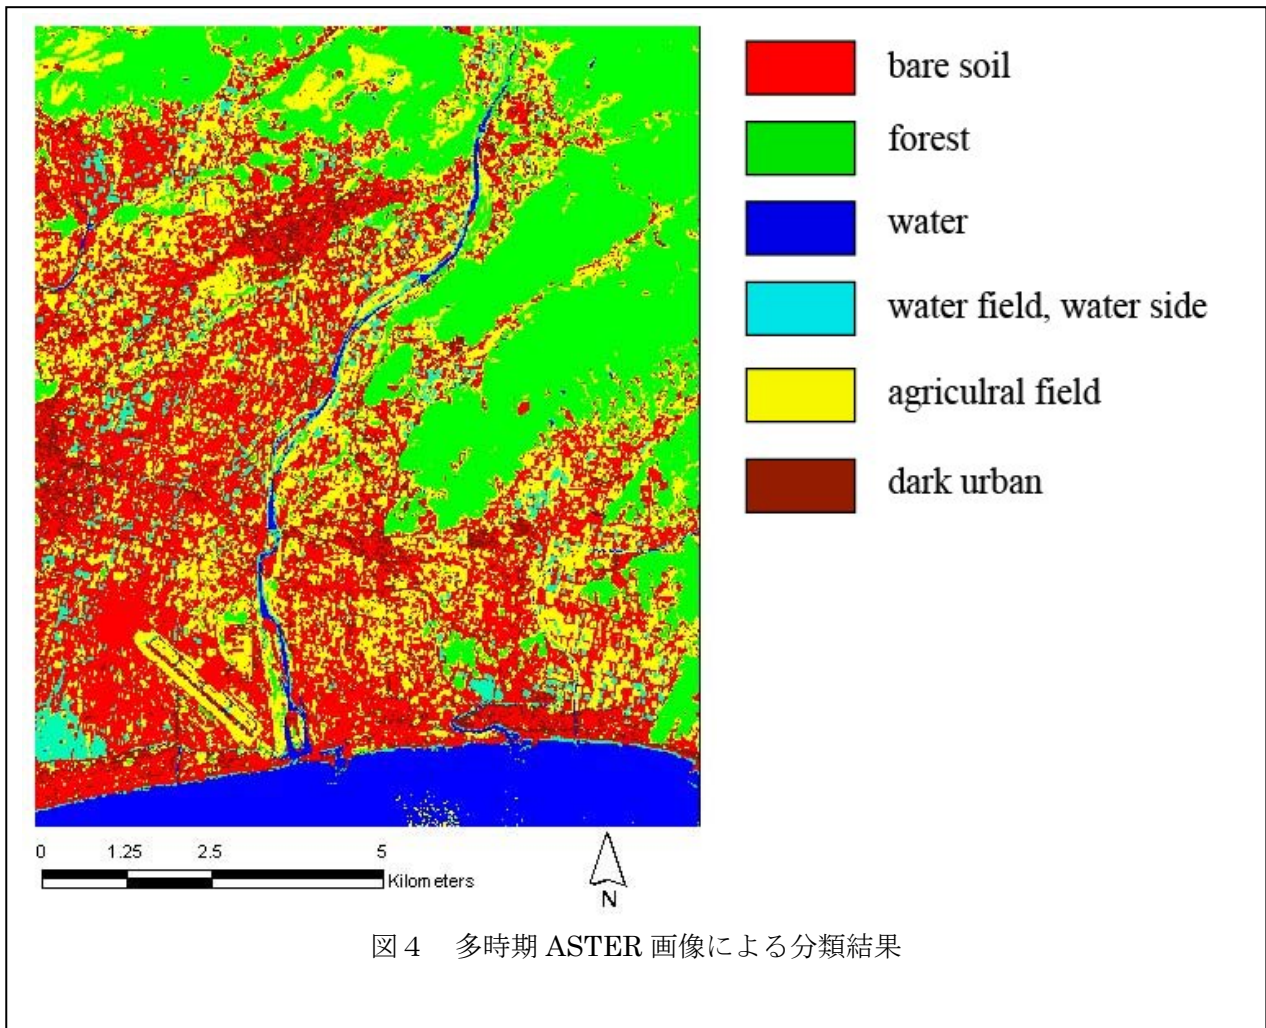 bare soil
forest
water
water field, water side
agriculral field
dark urban
0 1.25 2.5 5
Kilometers
N
図４　多時期 ASTER 画像による分類結果